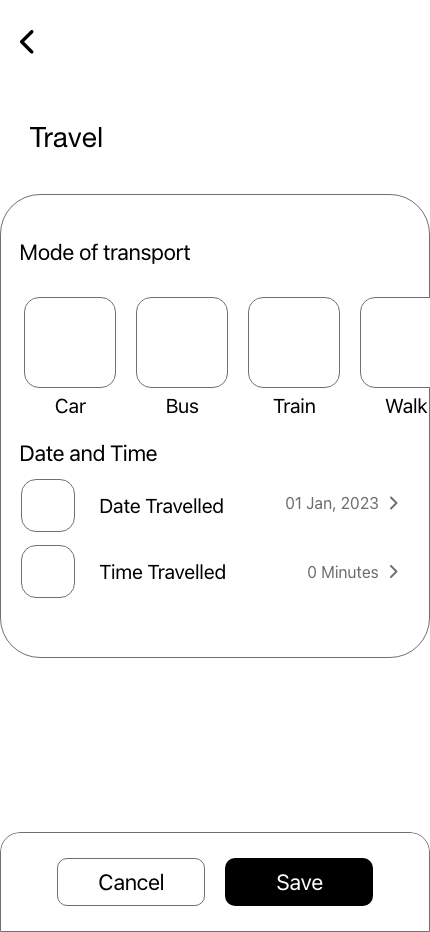 Travel
Mode of transport
Car Bus Train Walk
Date and Time
Date Travelled 01 Jan, 2023
Time Travelled 0 Minutes
Cancel Save